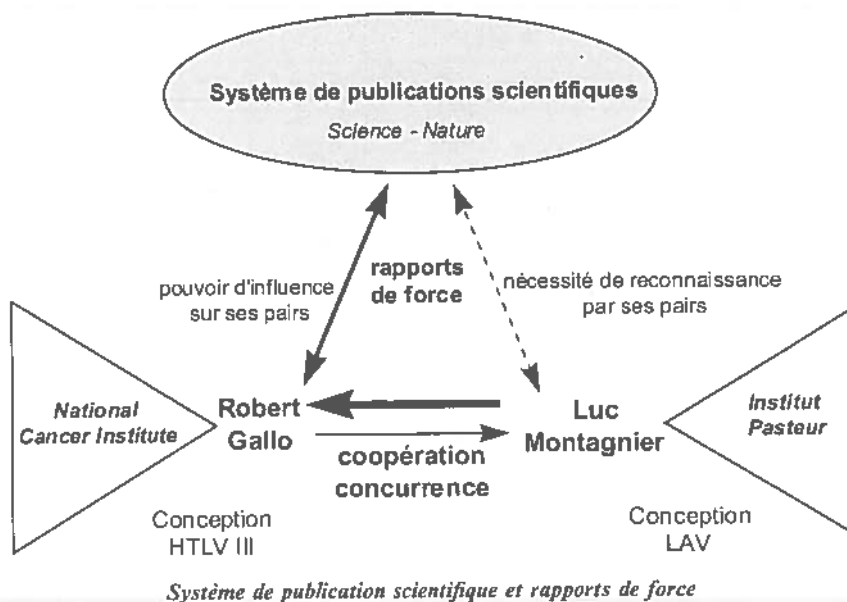 Système de publications scientifiques
Science - Nature
rapports
de force
pouvoir d'influence
sur ses pairs
nécessité de reconnaissance
par ses pairs
National
Cancer Institute
Robert
Gallo
coopération
concurrence
Luc
Montagnier
Institut
Pasteur
Conception
HTLV III
Conception
LAV
Système de publication scientifique et rapports de force